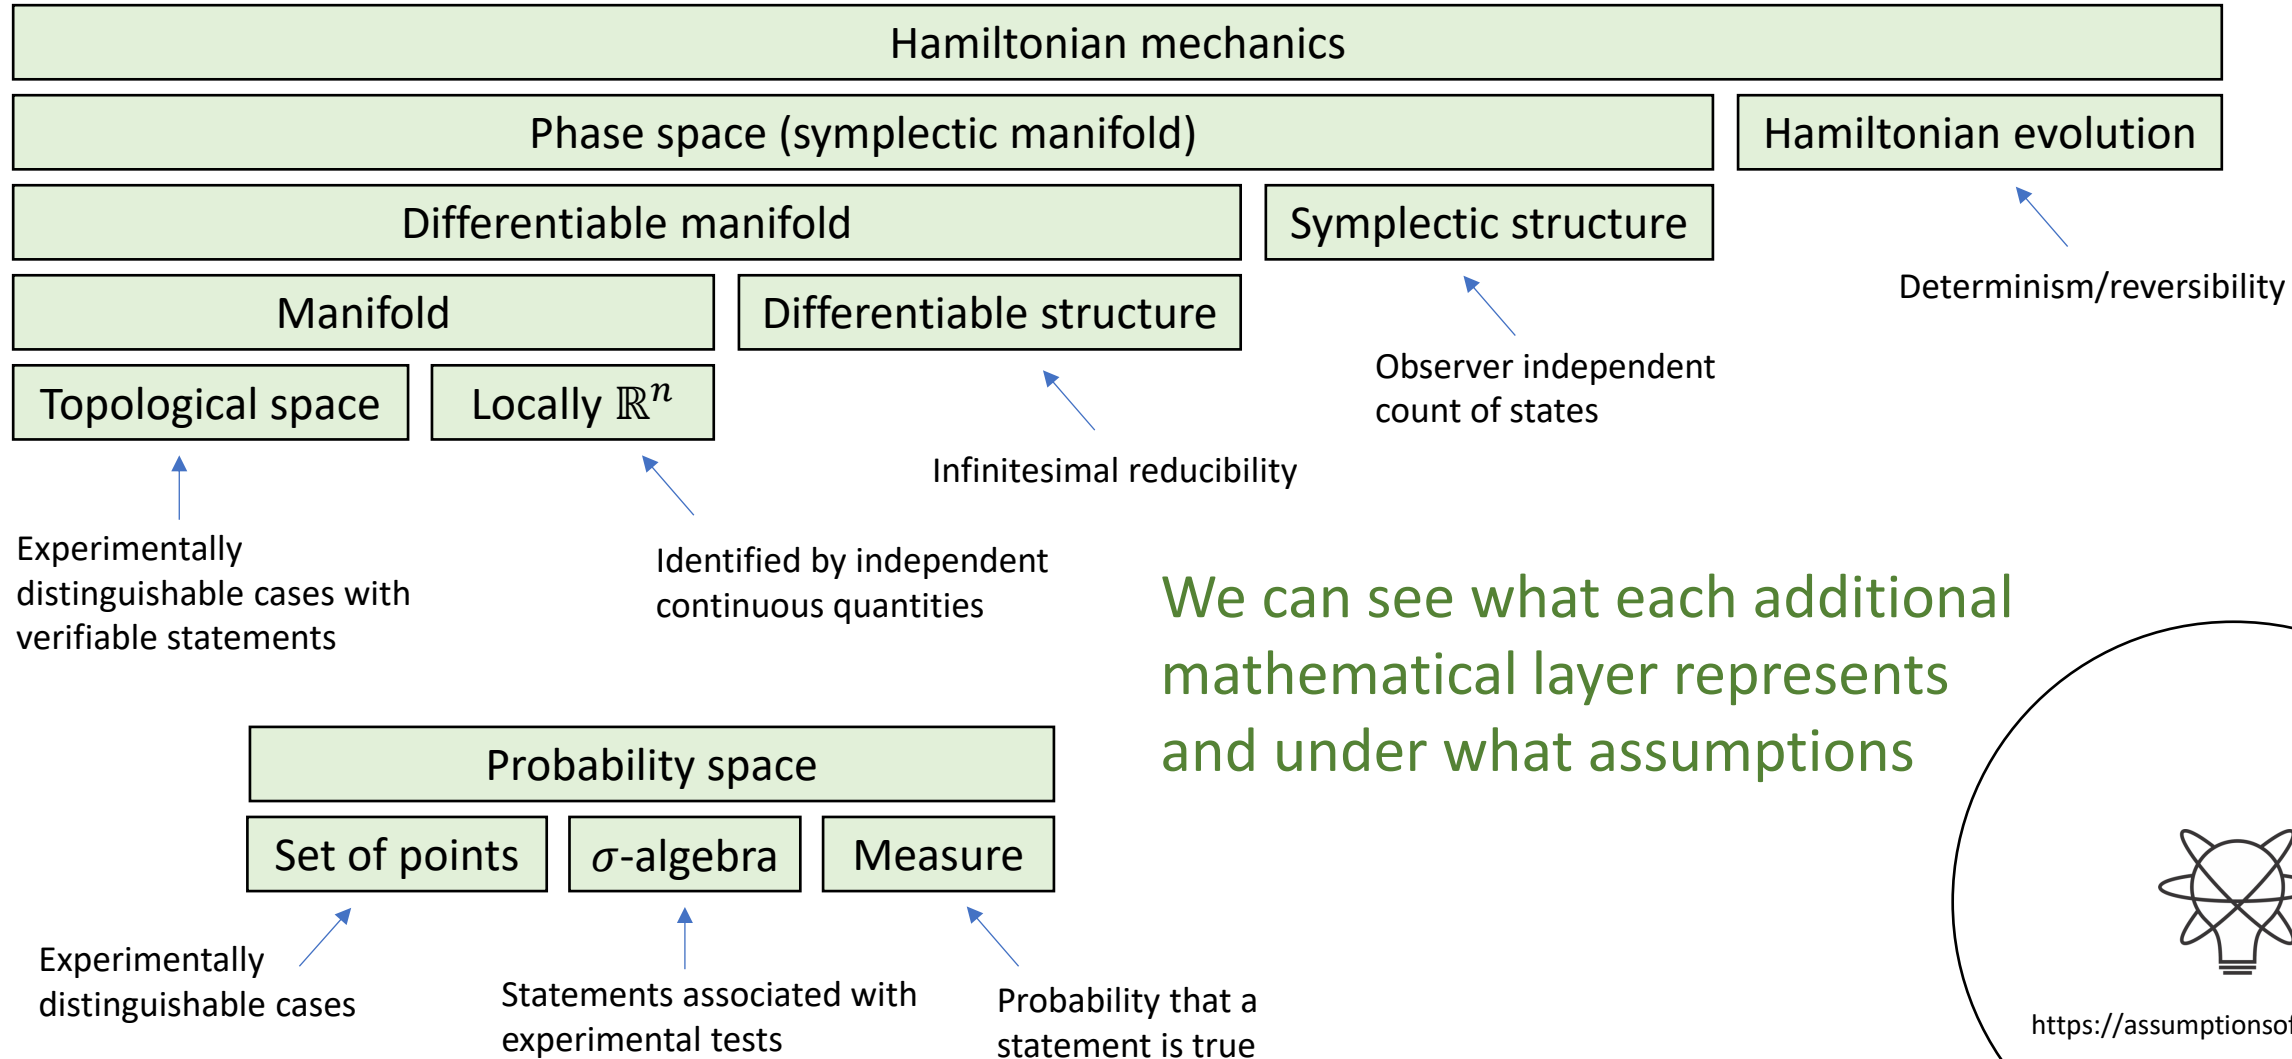 Hamiltonian mechanics
Phase space (symplectic manifold)
Hamiltonian evolution
Differentiable manifold
Symplectic structure
Determinism/reversibility
Manifold
Differentiable structure
Observer independent
count of states
Topological space
Locally ℝⁿ
Infinitesimal reducibility
Experimentally
distinguishable cases with
verifiable statements
Identified by independent
continuous quantities
We can see what each additional
mathematical layer represents
and under what assumptions
Probability space
Set of points
σ-algebra
Measure
Experimentally
distinguishable cases
Statements associated with
experimental tests
Probability that a
statement is true
https://assumptionsof